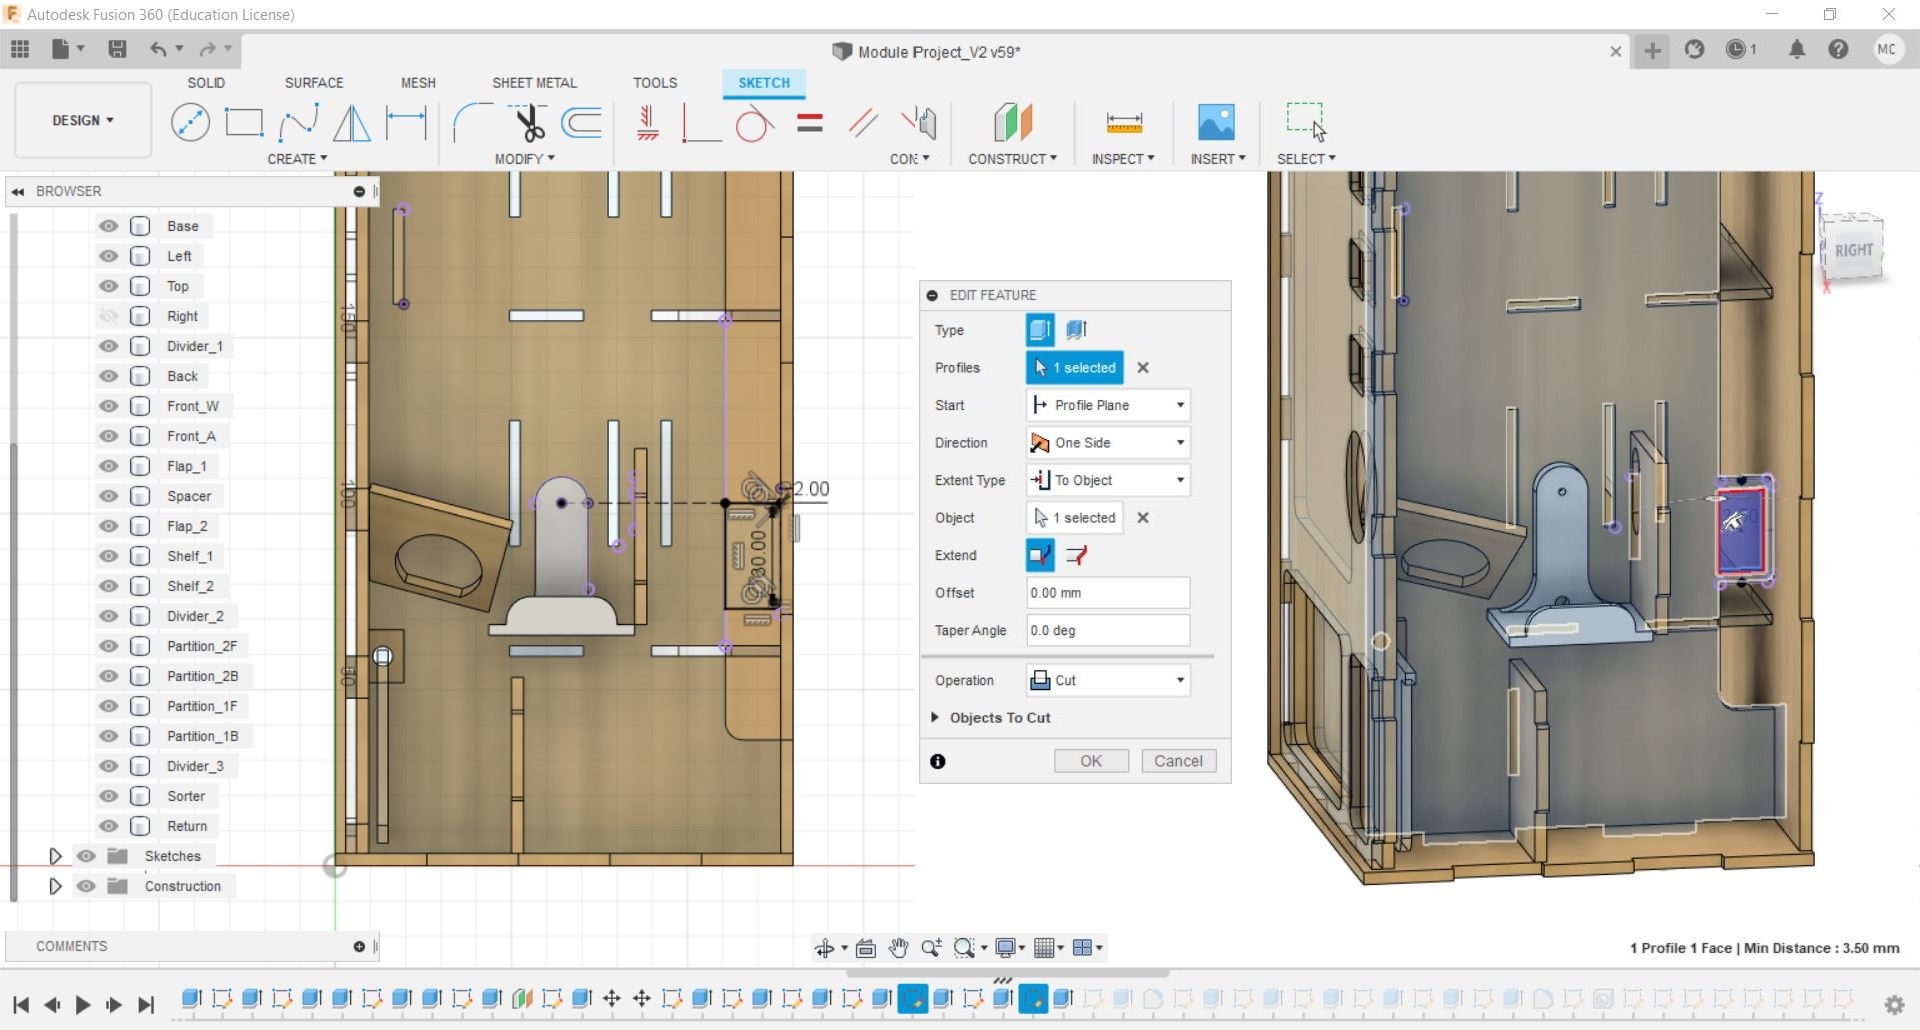 Autodesk Fusion 360 (Education License)
Module Project_V2 v59*
1
MC
DESIGN
SOLID
SURFACE
MESH
SHEET METAL
TOOLS
SKETCH
CREATE
MODIFY
CON
CONSTRUCT
INSPECT
INSERT
SELECT
BROWSER
Base
Left
Top
Right
Divider_1
Back
Front_W
Front_A
Flap_1
Spacer
Flap_2
Shelf_1
Shelf_2
Divider_2
Partition_2F
Partition_2B
Partition_1F
Partition_1B
Divider_3
Sorter
Return
Sketches
Construction
COMMENTS
150
100
50
2.00
30.00
EDIT FEATURE
Type
Profiles 1 selected
Start Profile Plane
Direction One Side
Extent Type To Object
Object 1 selected
Extend
Offset 0.00 mm
Taper Angle 0.0 deg
Operation Cut
Objects To Cut
OK Cancel
Z
RIGHT
X
1 Profile 1 Face | Min Distance : 3.50 mm